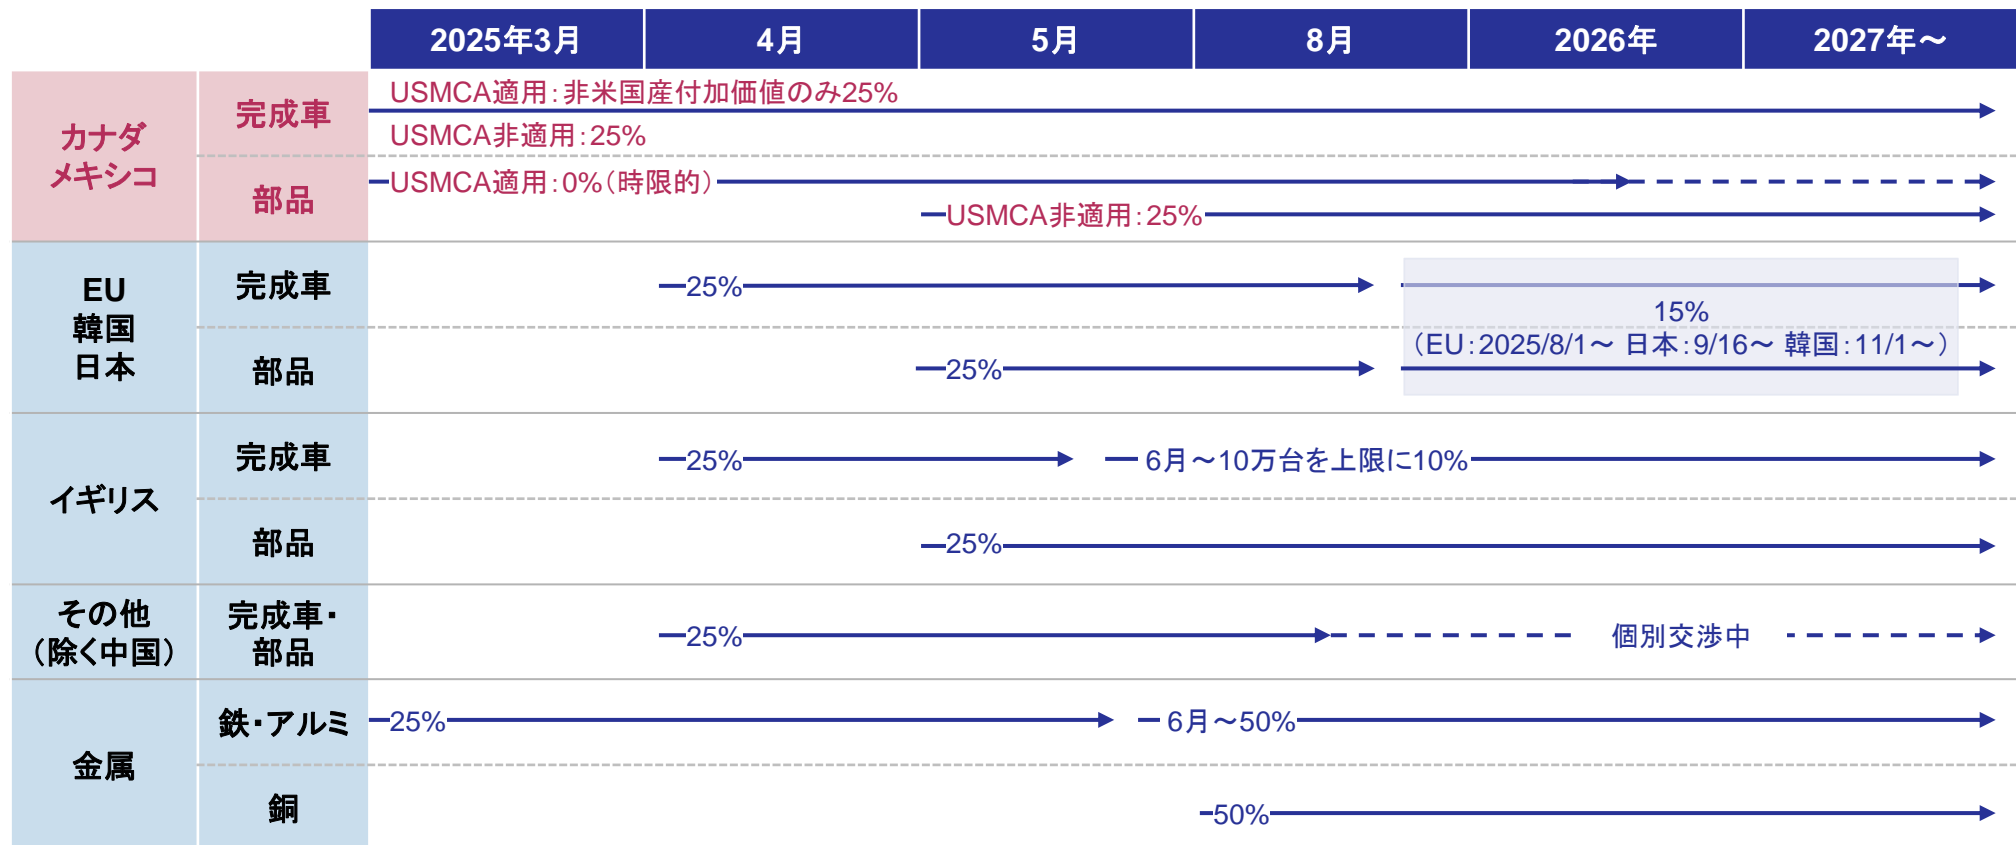 2025年3月
4月
5月
8月
2026年
2027年～
カナダ
メキシコ
完成車
USMCA適用：非米国産付加価値のみ25%
USMCA非適用：25%
部品
USMCA適用：0%（時限的）
USMCA非適用：25%
EU
韓国
日本
完成車
25%
部品
25%
15%
（EU：2025/8/1～ 日本：9/16～ 韓国：11/1～）
イギリス
完成車
25%
6月～10万台を上限に10%
部品
25%
その他
（除く中国）
完成車・
部品
25%
個別交渉中
金属
鉄・アルミ
25%
6月～50%
銅
50%